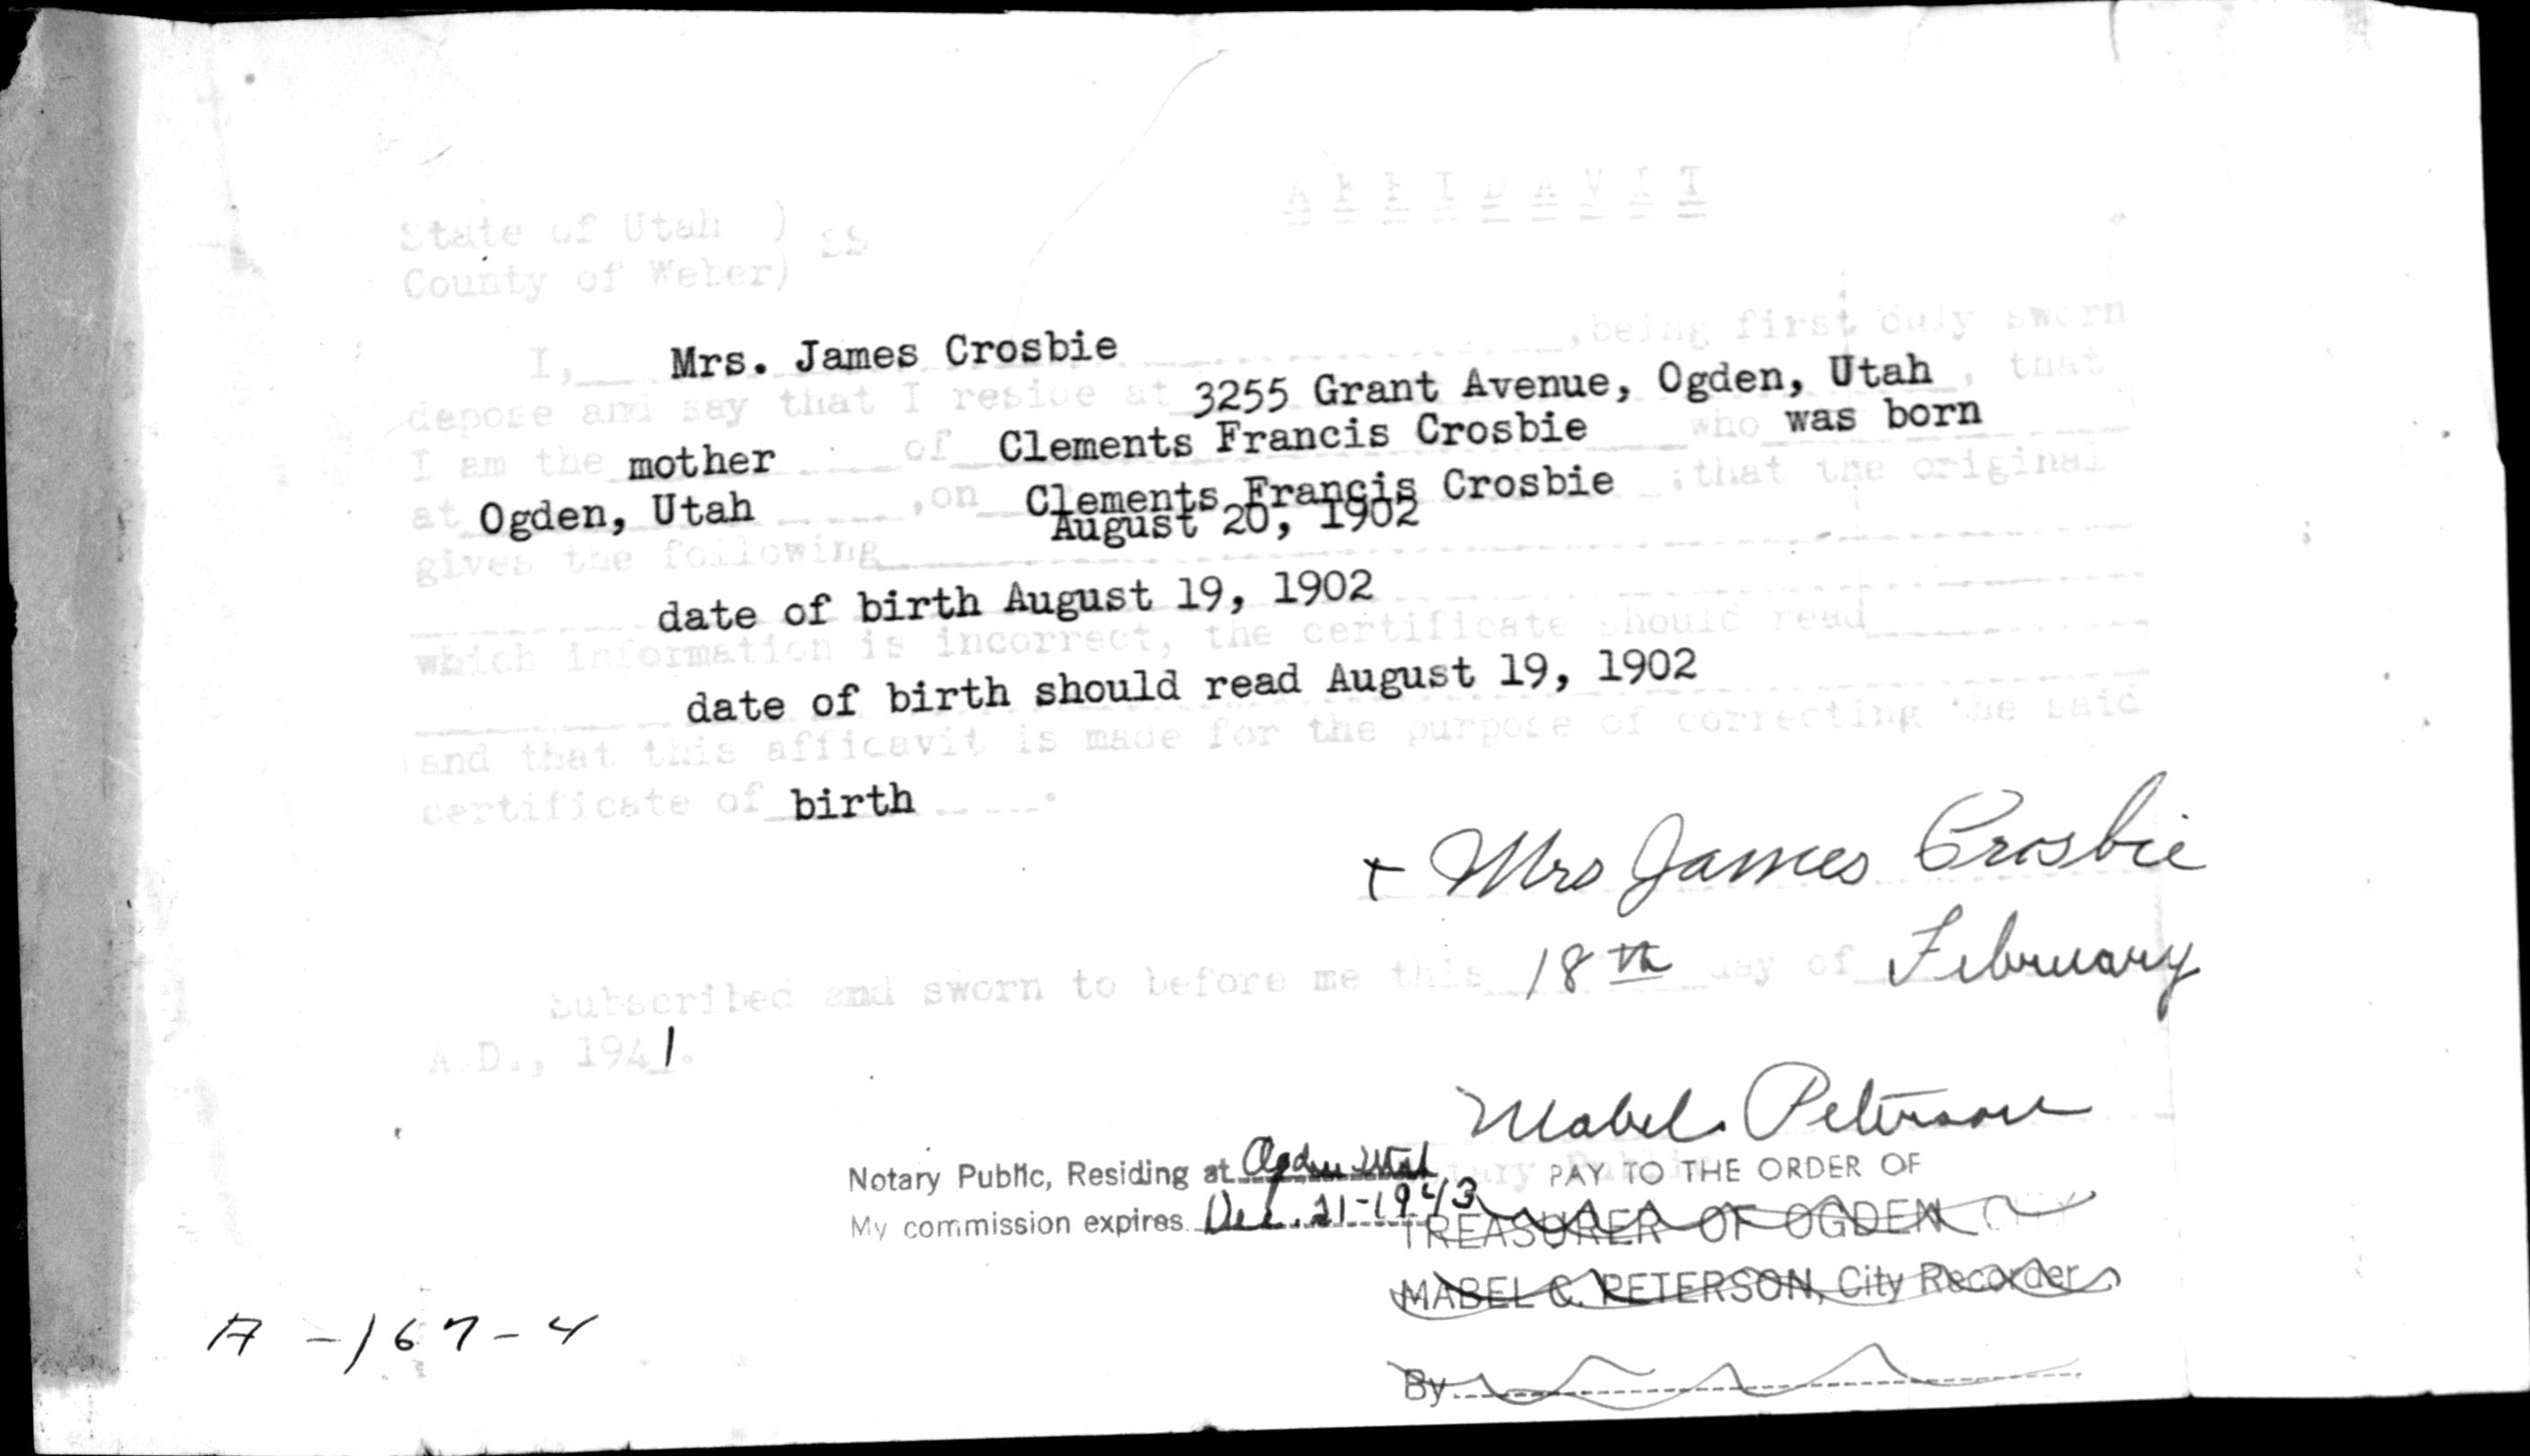 AFFIDAVIT
State of Utah ) SS
County of Weber)
I, Mrs. James Crosbie ,being first duly sworn
depose and say that I reside at 3255 Grant Avenue, Ogden, Utah , that
I am the mother of Clements Francis Crosbie who was born
at Ogden, Utah ,on Clements Francis Crosbie ;that the original
August 20, 1902
gives the following
date of birth August 19, 1902
which information is incorrect, the certificate should read
date of birth should read August 19, 1902
and that this afficavit is made for the purpose of correcting the said
certificate of birth .
+ Mrs James Crosbie
Subscribed and sworn to before me this 18th day of February
A.D., 1941.
Mabel Peterson
Notary Public, Residing at Ogden Utah
PAY TO THE ORDER OF
My commission expires Dec. 21-1943
TREASURER OF OGDEN CITY
MABEL C. PETERSON, City Recorder
By
A-167-4